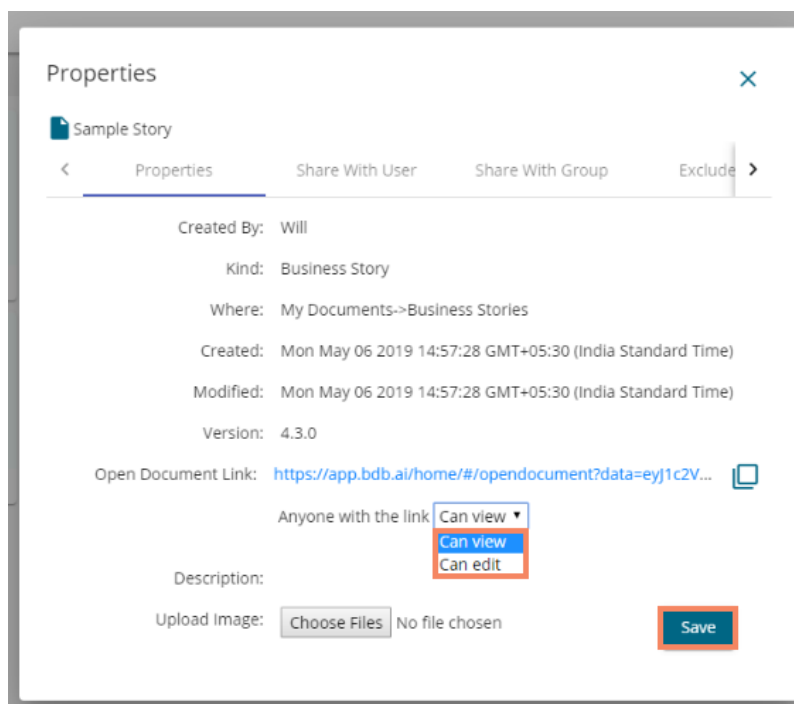 Properties
Sample Story
Properties Share With User Share With Group Exclude
Created By: Will
Kind: Business Story
Where: My Documents->Business Stories
Created: Mon May 06 2019 14:57:28 GMT+05:30 (India Standard Time)
Modified: Mon May 06 2019 14:57:28 GMT+05:30 (India Standard Time)
Version: 4.3.0
Open Document Link: https://app.bdb.ai/home/#/opendocument?data=eyJ1c2V...
Anyone with the link Can view
Can view
Can edit
Description:
Upload Image: Choose Files No file chosen
Save